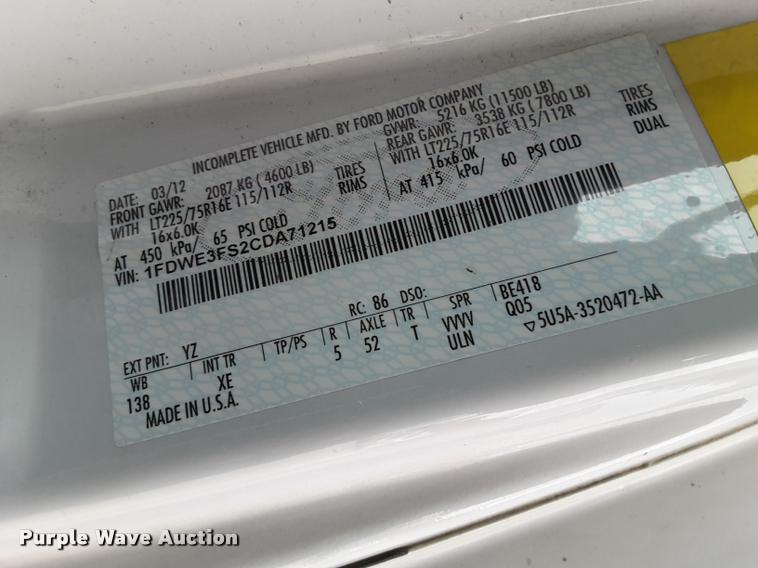 INCOMPLETE VEHICLE MFD. BY FORD MOTOR COMPANY
DATE: 03/12 GVWR: 5216 KG (11500 LB)
FRONT GAWR: 2087 KG ( 4600 LB) REAR GAWR: 3538 KG ( 7800 LB)
WITH LT225/75R16E 115/112R TIRES WITH LT225/75R16E 115/112R TIRES
16x6.0K RIMS 16x6.0K RIMS
AT 450 kPa/ 65 PSI COLD AT 415 kPa/ 60 PSI COLD DUAL
VIN: 1FDWE3FS2CDA71215
EXT PNT: YZ RC: 86 DSO:
WB INT TR TP/PS R AXLE TR SPR BE418
138 XE 5 52 T VVVV Q05
MADE IN U.S.A. ULN ▽5U5A-3520472-AA
Purple Wave Auction